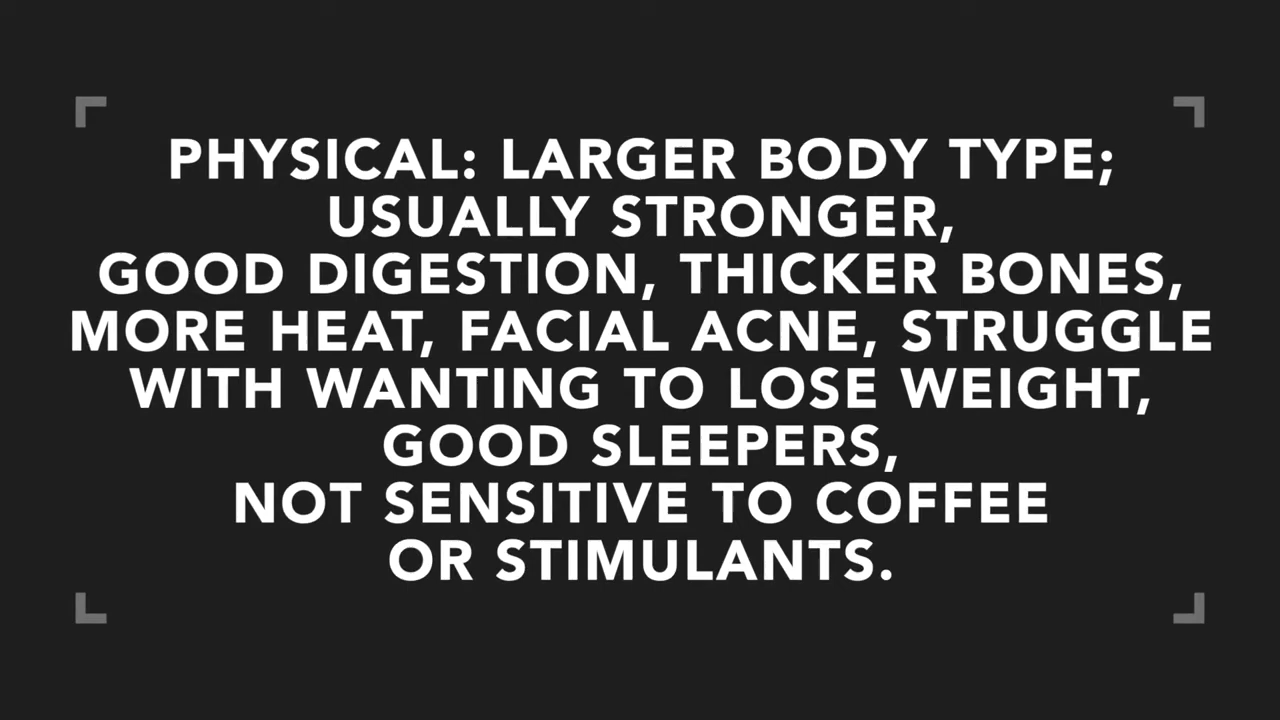 PHYSICAL: LARGER BODY TYPE;
USUALLY STRONGER,
GOOD DIGESTION, THICKER BONES,
MORE HEAT, FACIAL ACNE, STRUGGLE
WITH WANTING TO LOSE WEIGHT,
GOOD SLEEPERS,
NOT SENSITIVE TO COFFEE
OR STIMULANTS.